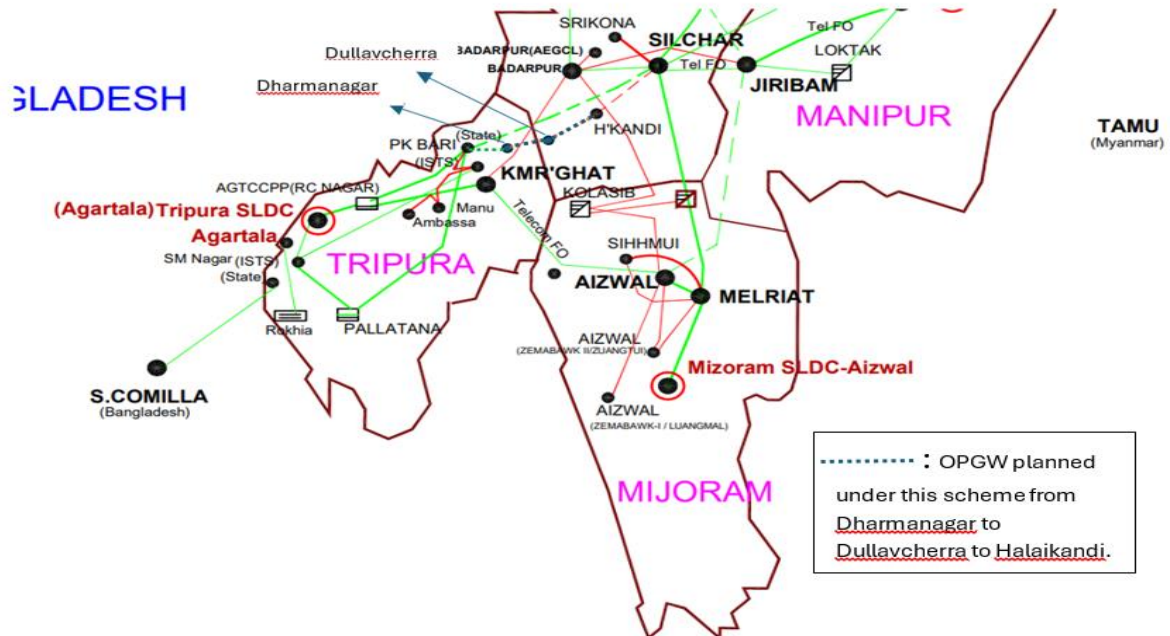 SRIKONA
Tel FO
Dullavcherra
BADARPUR(AEGCL)
SILCHAR
LOKTAK
BADARPUR
Tel FO
JIRIBAM
Dharmanagar
GLADESH
MANIPUR
H'KANDI
TAMU
(Myanmar)
(State)
PK BARI
(ISTS)
KMR'GHAT
AGTCCPP(RC NAGAR)
KOLASIB
(Agartala) Tripura SLDC
Manu
Ambassa
Telecom FO
Agartala
SIHHMUI
SM Nagar (ISTS)
TRIPURA
(State)
AIZWAL
MELRIAT
Rokhia
PALLATANA
AIZWAL
(ZEMABAWK II/ZUANGTUI)
Mizoram SLDC-Aizwal
S.COMILLA
(Bangladesh)
AIZWAL
(ZEMABAWK-I / LUANGMAL)
MIJORAM
: OPGW planned
under this scheme from
Dharmanagar to
Dullavcherra to Halaikandi.